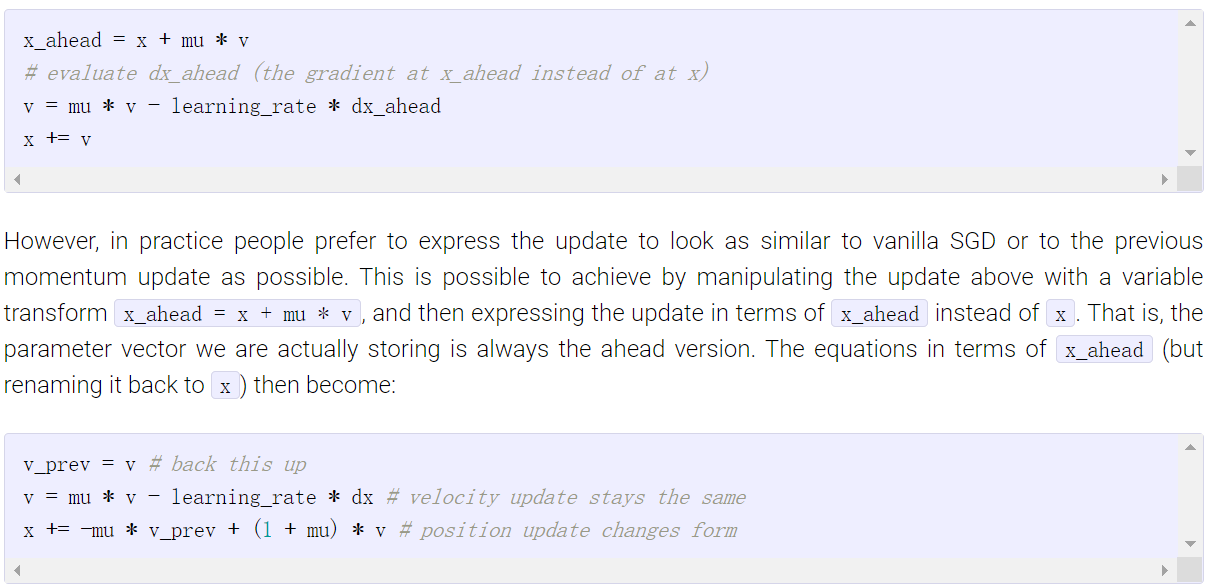 x_ahead = x + mu * v
# evaluate dx_ahead (the gradient at x_ahead instead of at x)
v = mu * v - learning_rate * dx_ahead
x += v
However, in practice people prefer to express the update to look as similar to vanilla SGD or to the previous
momentum update as possible. This is possible to achieve by manipulating the update above with a variable
transform x_ahead = x + mu * v, and then expressing the update in terms of x_ahead instead of x. That is, the
parameter vector we are actually storing is always the ahead version. The equations in terms of x_ahead (but
renaming it back to x) then become:
v_prev = v # back this up
v = mu * v - learning_rate * dx # velocity update stays the same
x += -mu * v_prev + (1 + mu) * v # position update changes form